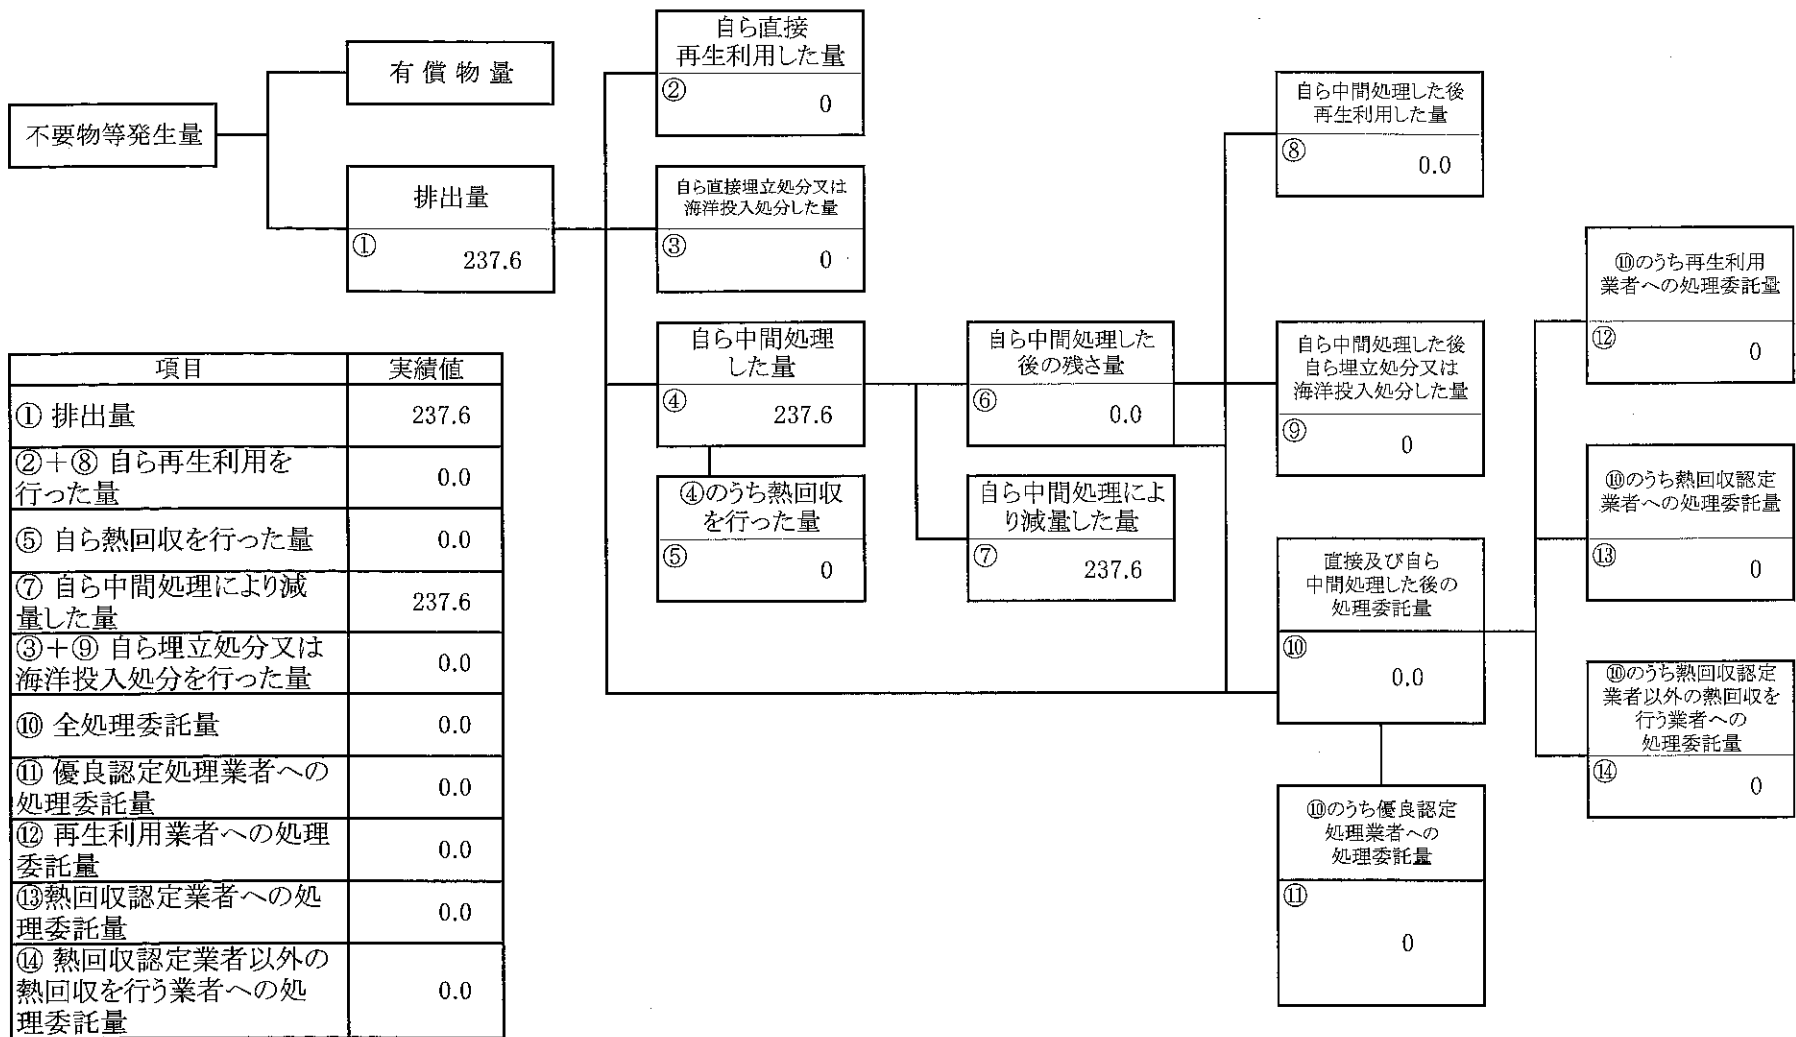 不要物等発生量
有償物量
排出量
①
237.6
自ら直接
再生利用した量
②
0
自ら直接埋立処分又は
海洋投入処分した量
③
0
自ら中間処理
した量
④
237.6
④のうち熱回収
を行った量
⑤
0
自ら中間処理した
後の残さ量
⑥
0.0
自ら中間処理によ
り減量した量
⑦
237.6
自ら中間処理した後
再生利用した量
⑧
0.0
自ら中間処理した後
自ら埋立処分又は
海洋投入処分した量
⑨
0
直接及び自ら
中間処理した後の
処理委託量
⑩
0.0
⑩のうち優良認定
処理業者への
処理委託量
⑪
0
⑩のうち再生利用
業者への処理委託量
⑫
0
⑩のうち熱回収認定
業者への処理委託量
⑬
0
⑩のうち熱回収認定
業者以外の熱回収を
行う業者への
処理委託量
⑭
0
項目 実績値
① 排出量 237.6
②+⑧ 自ら再生利用を
行った量 0.0
⑤ 自ら熱回収を行った量 0.0
⑦ 自ら中間処理により減
量した量 237.6
③+⑨ 自ら埋立処分又は
海洋投入処分を行った量 0.0
⑩ 全処理委託量 0.0
⑪ 優良認定処理業者への
処理委託量 0.0
⑫ 再生利用業者への処理
委託量 0.0
⑬熱回収認定業者への処
理委託量 0.0
⑭ 熱回収認定業者以外の
熱回収を行う業者への処
理委託量 0.0